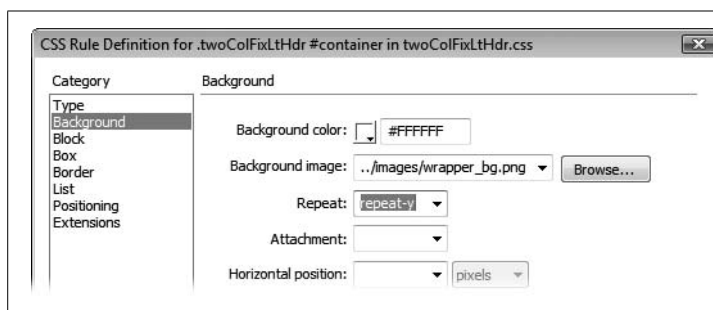 CSS Rule Definition for .twoColFixLtHdr #container in twoColFixLtHdr.css
Category
Type
Background
Block
Box
Border
List
Positioning
Extensions
Background
Background color: #FFFFFF
Background image: ../images/wrapper_bg.png Browse...
Repeat: repeat-y
Attachment:
Horizontal position: pixels